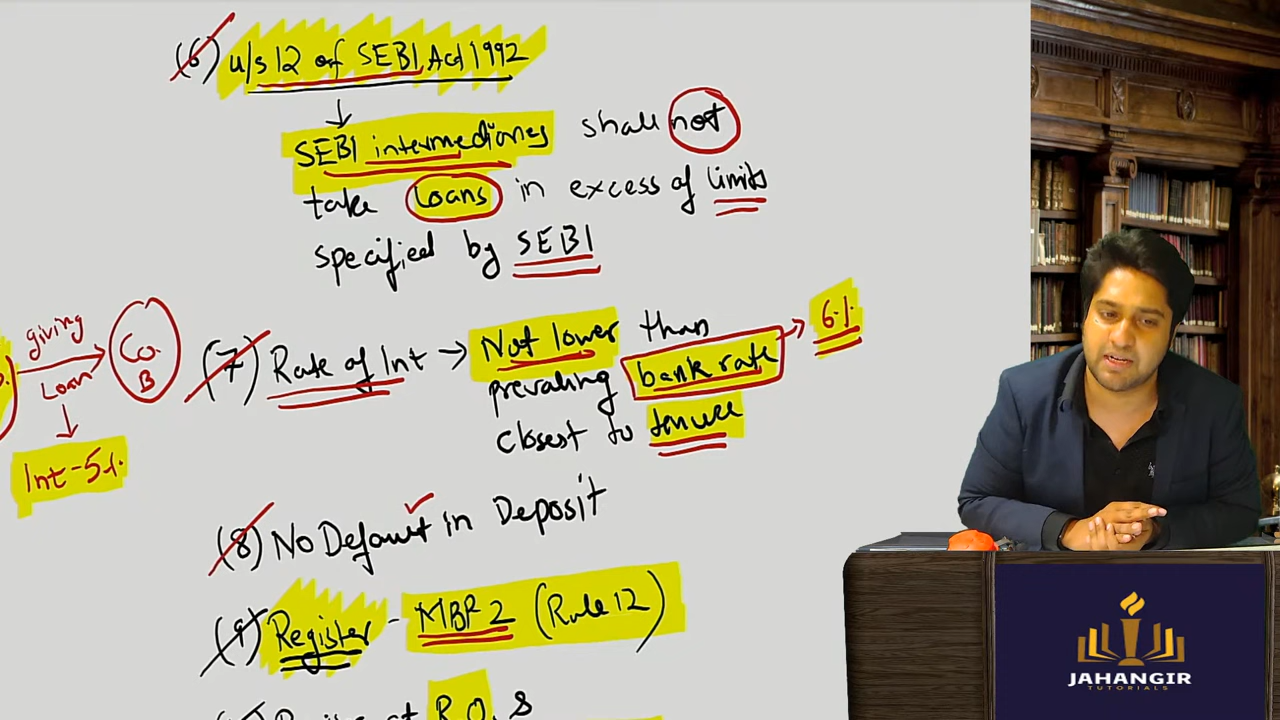 (6) u/s 12 of SEBI Act 1992
SEBI intermediaries shall not
take loans in excess of limits
specified by SEBI
giving
Loan
Co.
B
Int-5%
(7) Rate of Int → Not lower than
prevailing bank rate → 6%
closest to tenure
(8) No Default in Deposit
(9) Register - MBP 2 (Rule 12)
at R.O. &
JAHANGIR
TUTORIALS